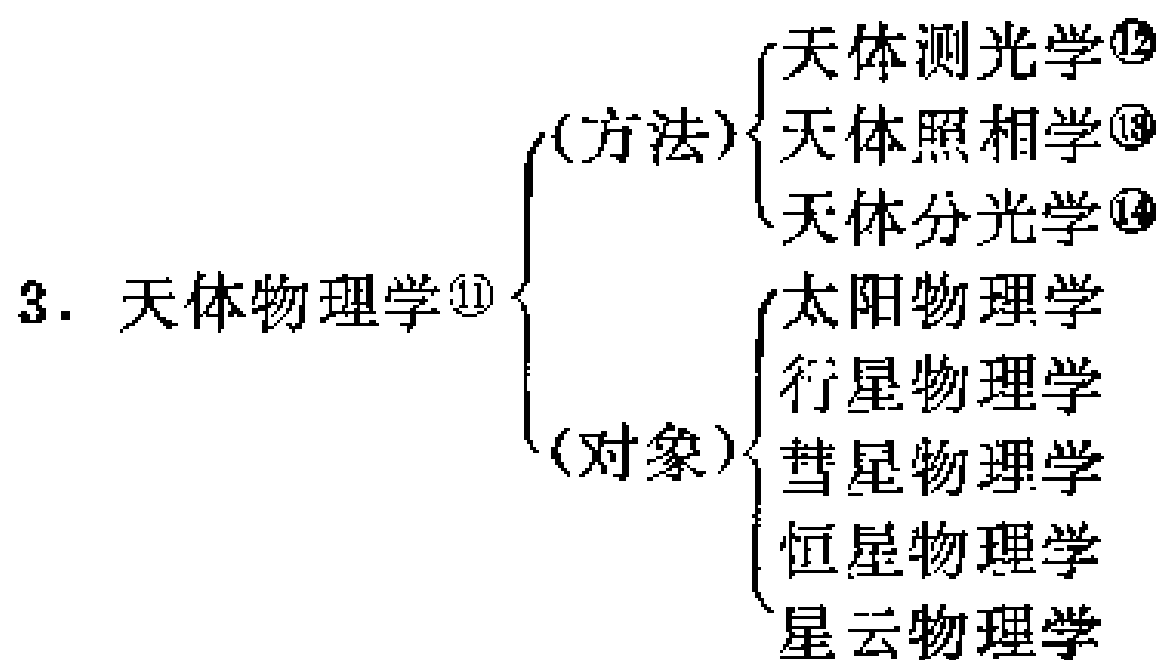 天体测光学⑫
(方法)
天体照相学⑬
天体分光学⑭
3. 天体物理学⑪
太阳物理学
行星物理学
(对象)
彗星物理学
恒星物理学
星云物理学